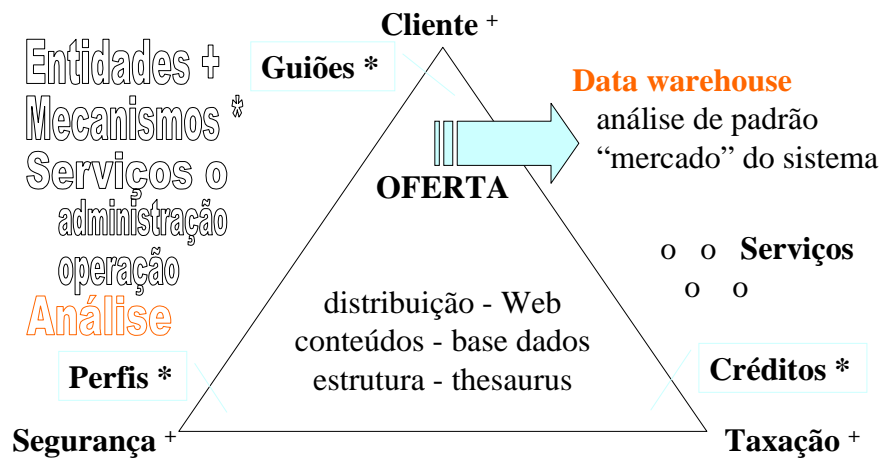 Cliente +
Entidades +
Mecanismos *
Serviços o
administração
operação
Análise
Guiões *
Data warehouse
análise de padrão
“mercado” do sistema
OFERTA
o o Serviços
o o
distribuição - Web
conteúdos - base dados
estrutura - thesaurus
Perfis *
Créditos *
Segurança +
Taxação +